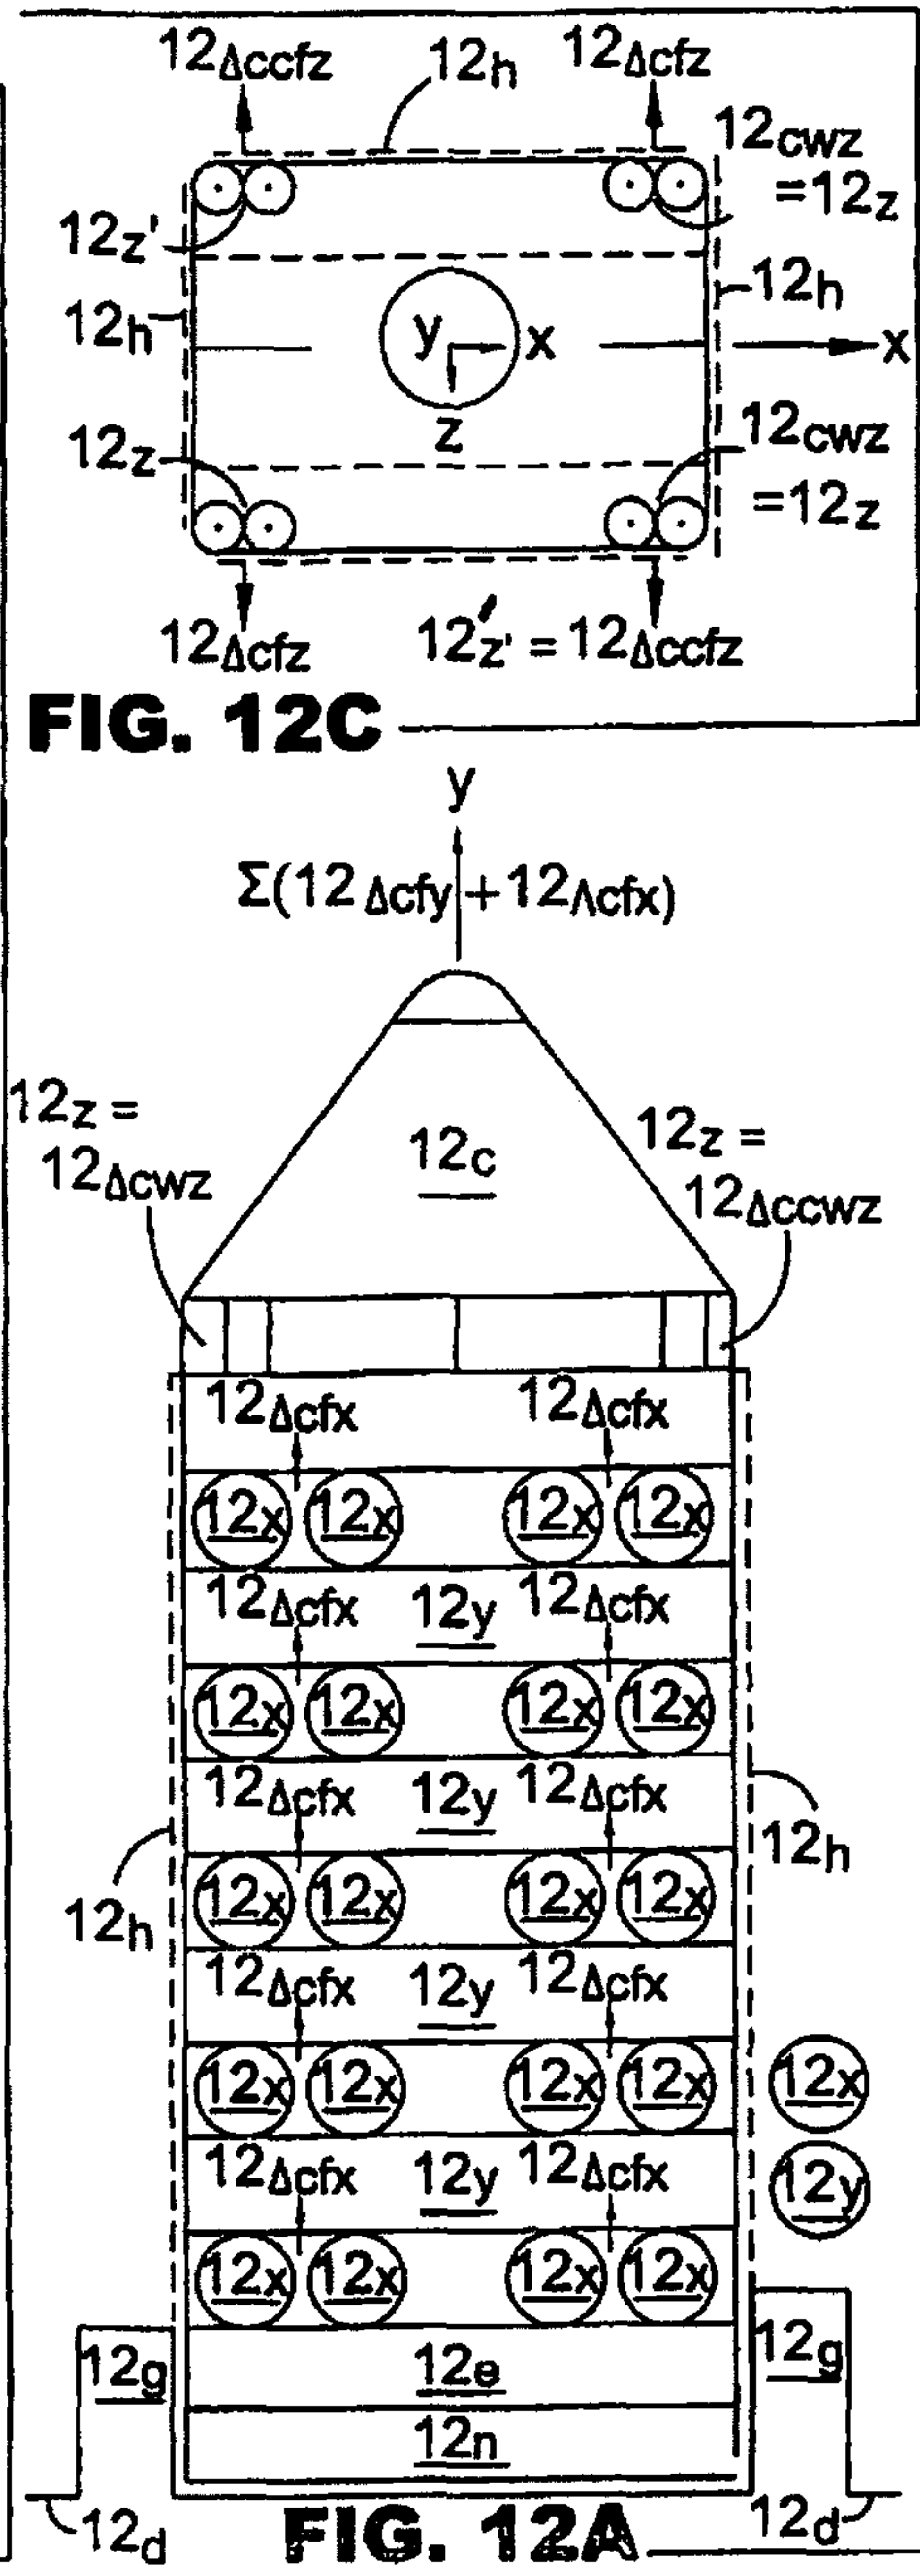 12Δccfz 12h 12Δcfz
12cwz
=12z
12z'
12h y x 12h x
z
12z 12cwz
=12z
12Δcfz 12'z' = 12Δccfz
FIG. 12C
y
Σ(12Δcfy + 12Λcfx)
12z =
12Δcwz
12c
12z =
12Δccwz
12Δcfx 12Δcfx
12x 12x 12x 12x
12Δcfx 12y 12Δcfx
12x 12x 12x 12x
12Δcfx 12y 12Δcfx
12h
12x 12x 12x 12x
12h
12Δcfx 12y 12Δcfx
12x 12x 12x 12x 12x
12Δcfx 12y 12Δcfx 12y
12x 12x 12x 12x
12g 12e 12g
12n
12d FIG. 12A 12d